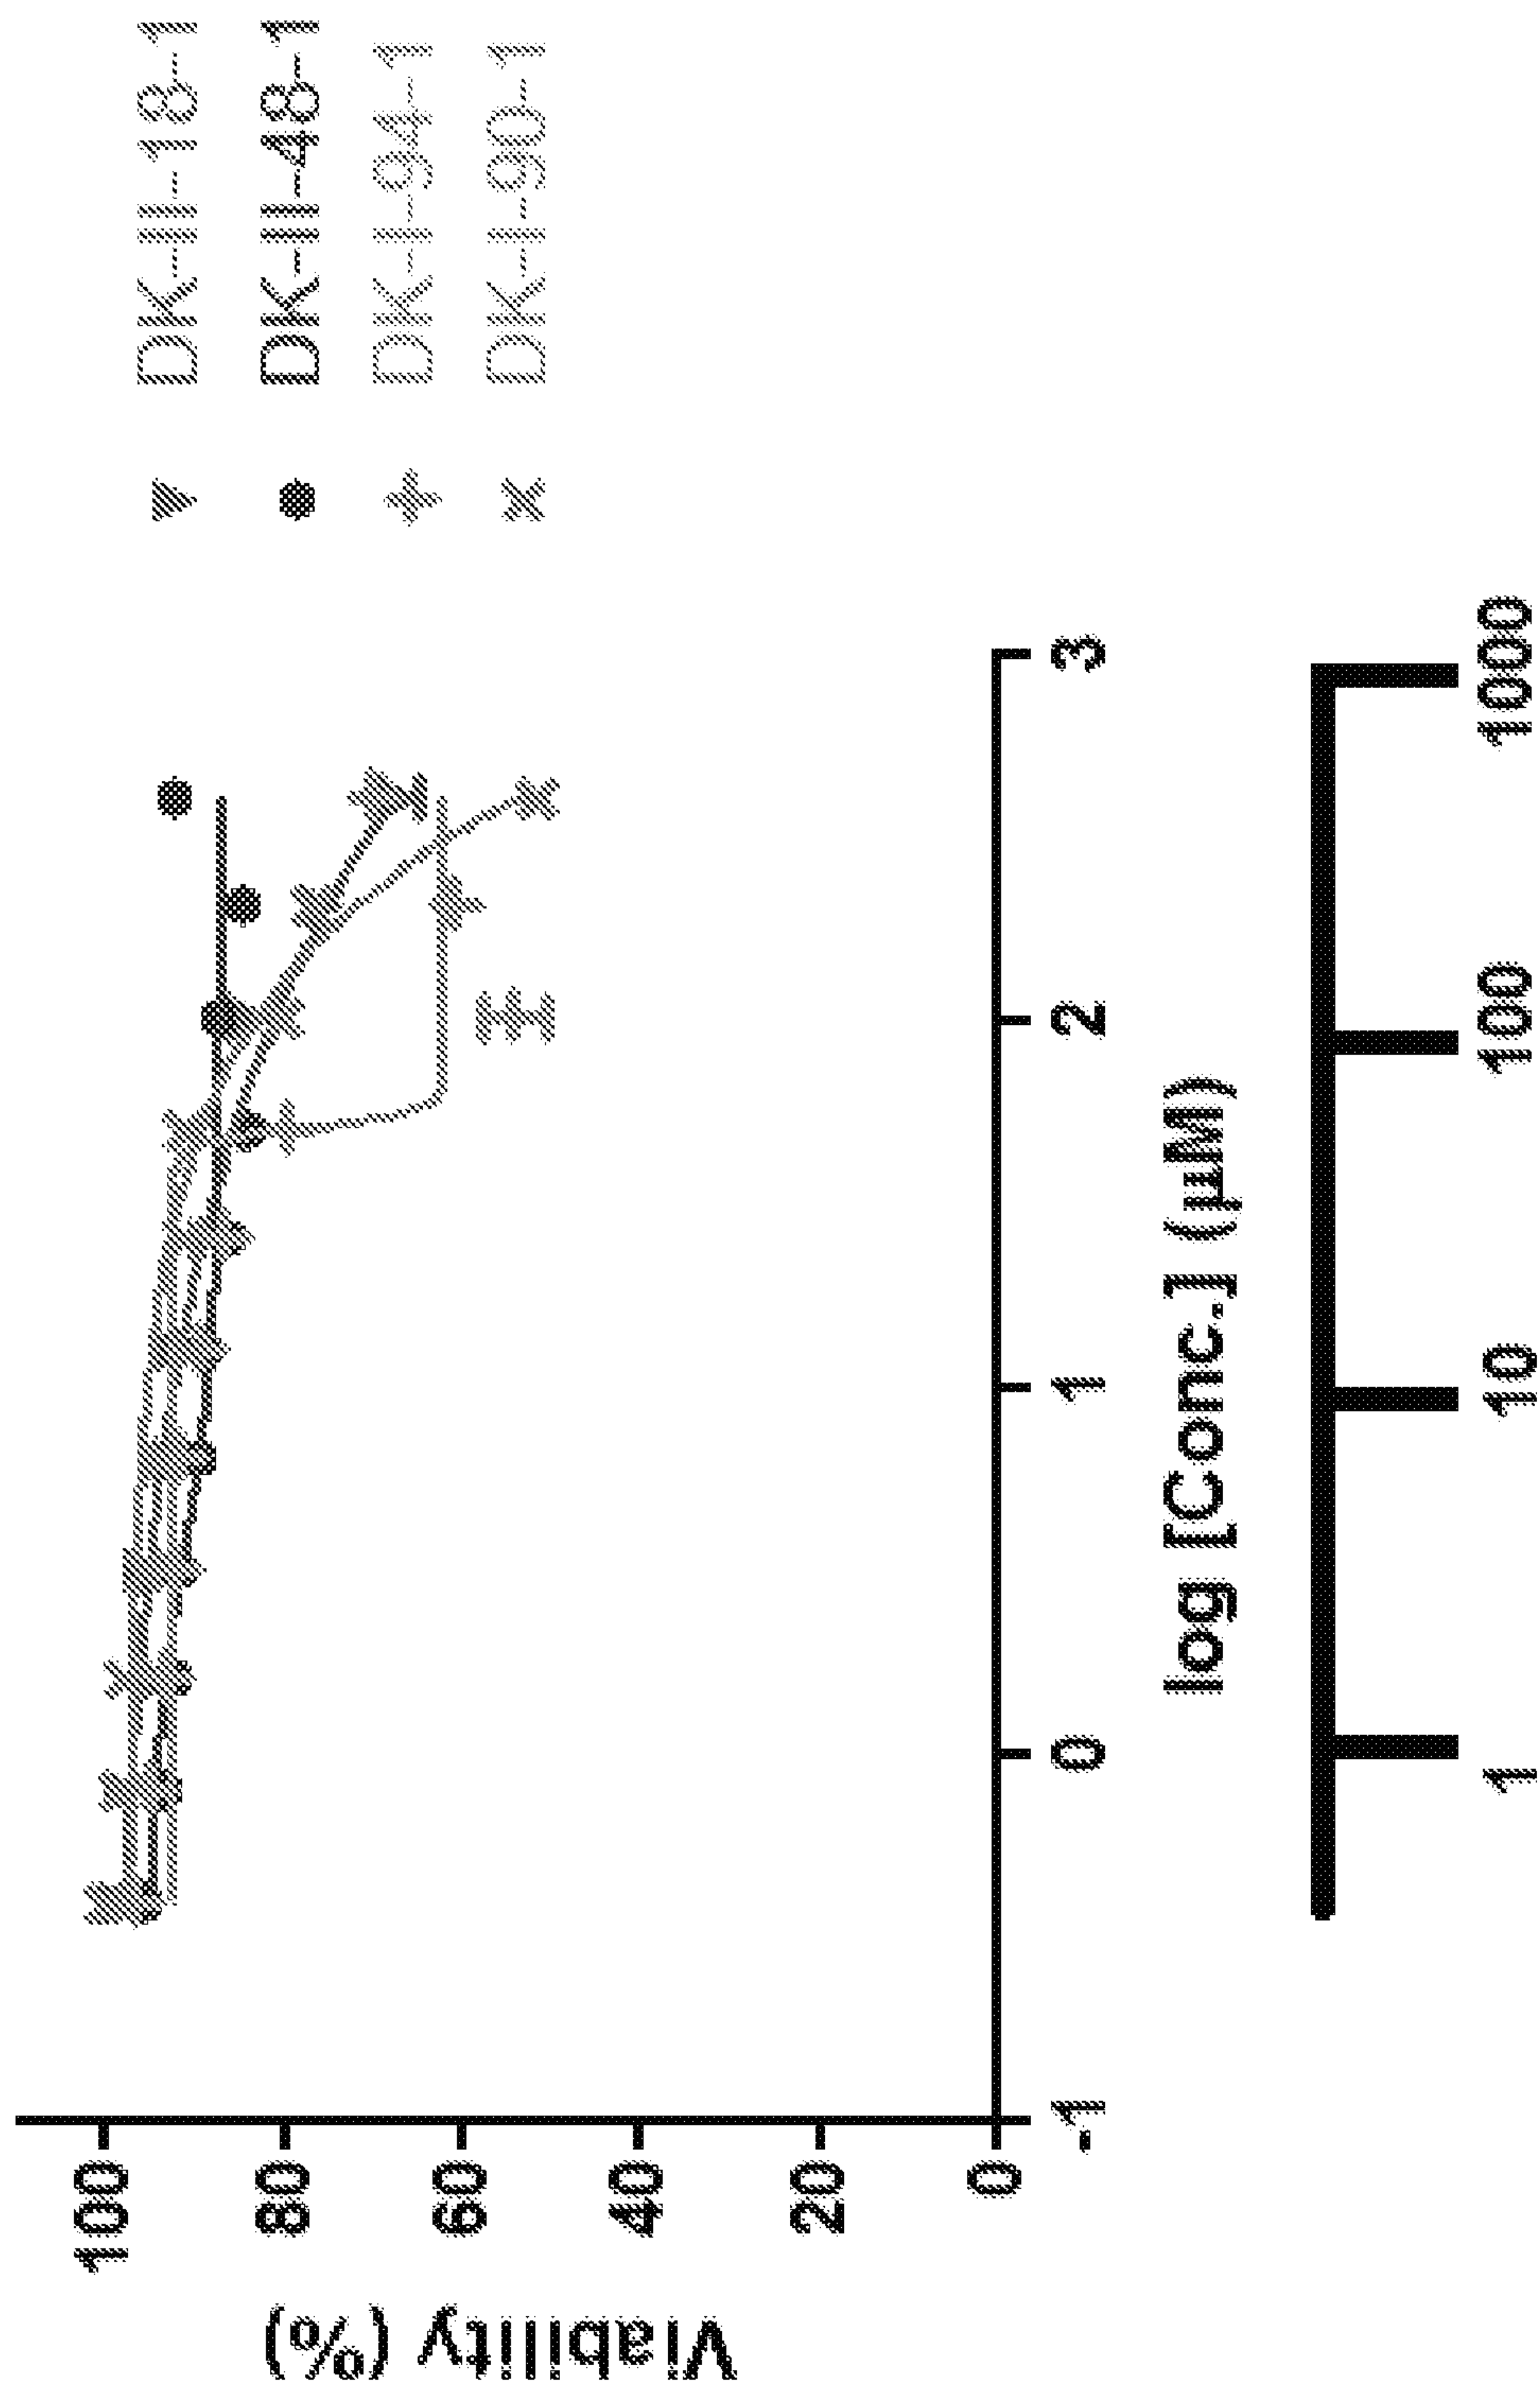 Viability (%)
100
80
60
40
20
0
-1
0
1
2
3
log [Conc.] (µM)
1
10
100
1000
DK-II-18-1
DK-II-48-1
DK-I-94-1
DK-I-90-1